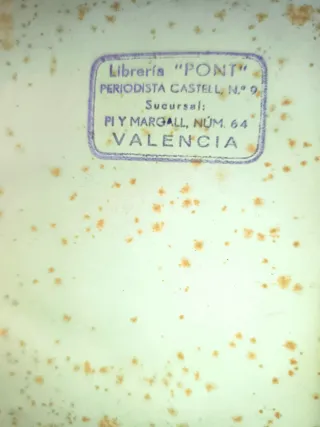 Librería "PONT"
PERIODISTA CASTELL, N.º 9
Sucursal:
PI Y MARGALL, NÚM. 64
VALENCIA